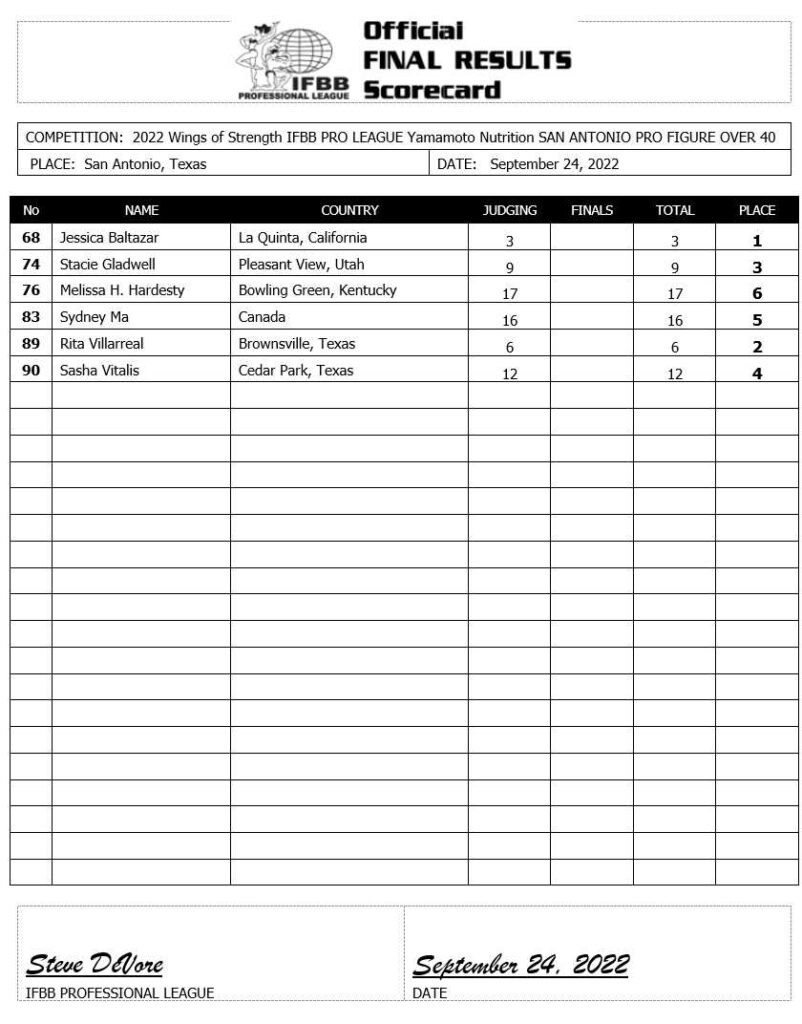 Official
FINAL RESULTS
Scorecard
IFBB
PROFESSIONAL LEAGUE
COMPETITION: 2022 Wings of Strength IFBB PRO LEAGUE Yamamoto Nutrition SAN ANTONIO PRO FIGURE OVER 40
PLACE: San Antonio, Texas DATE: September 24, 2022
No NAME COUNTRY JUDGING FINALS TOTAL PLACE
68 Jessica Baltazar La Quinta, California 3 3 1
74 Stacie Gladwell Pleasant View, Utah 9 9 3
76 Melissa H. Hardesty Bowling Green, Kentucky 17 17 6
83 Sydney Ma Canada 16 16 5
89 Rita Villarreal Brownsville, Texas 6 6 2
90 Sasha Vitalis Cedar Park, Texas 12 12 4
Steve DeVore September 24, 2022
IFBB PROFESSIONAL LEAGUE DATE